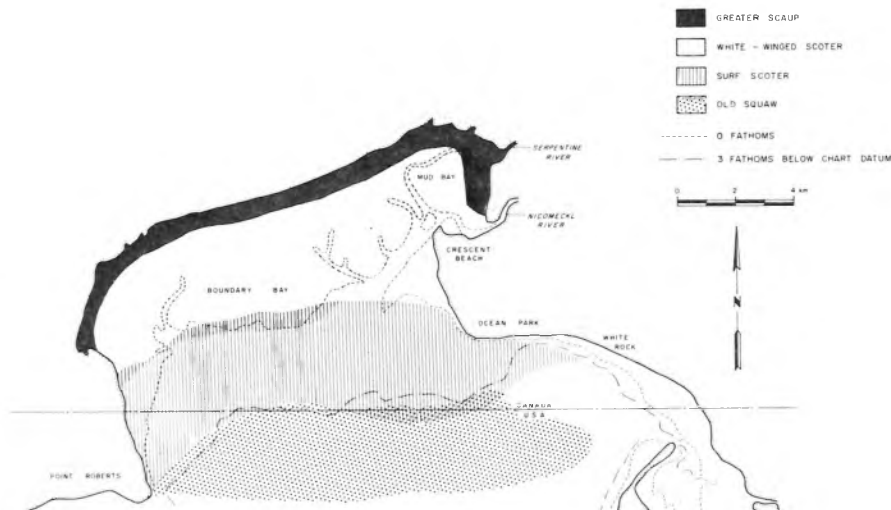 GREATER SCAUP
WHITE - WINGED SCOTER
SURF SCOTER
OLD SQUAW
0 FATHOMS
3 FATHOMS BELOW CHART DATUM
0 2 4
km
N
SERPENTINE
RIVER
MUD BAY
NICOMECKL
RIVER
CRESCENT
BEACH
BOUNDARY BAY
OCEAN PARK
WHITE
ROCK
CANADA
U S A
POINT ROBERTS